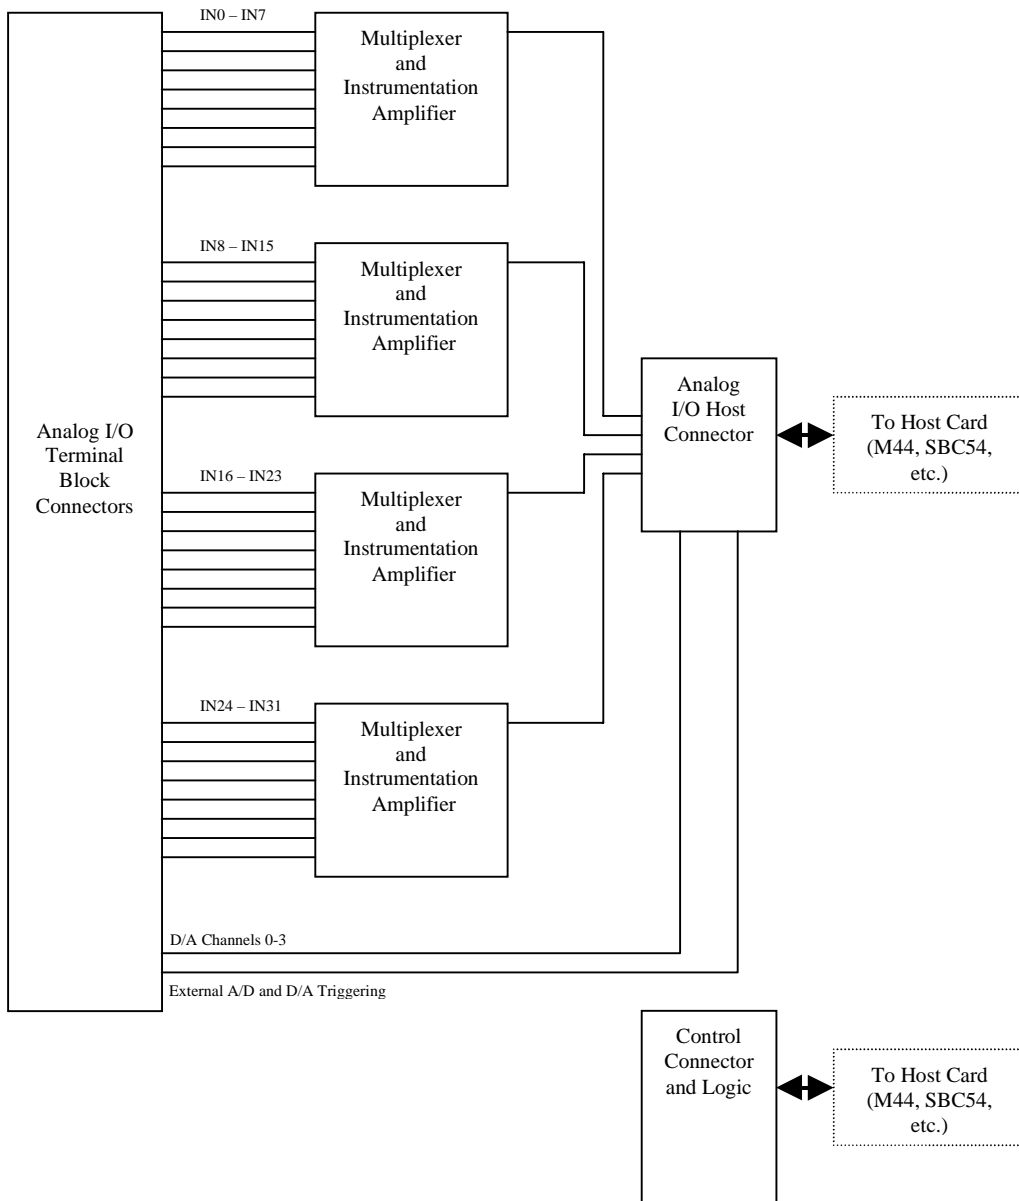 IN0 – IN7
Multiplexer
and
Instrumentation
Amplifier
IN8 – IN15
Multiplexer
and
Instrumentation
Amplifier
Analog I/O
Terminal
Block
Connectors
Analog
I/O Host
Connector
To Host Card
(M44, SBC54,
etc.)
IN16 – IN23
Multiplexer
and
Instrumentation
Amplifier
IN24 – IN31
Multiplexer
and
Instrumentation
Amplifier
D/A Channels 0-3
External A/D and D/A Triggering
Control
Connector
and Logic
To Host Card
(M44, SBC54,
etc.)